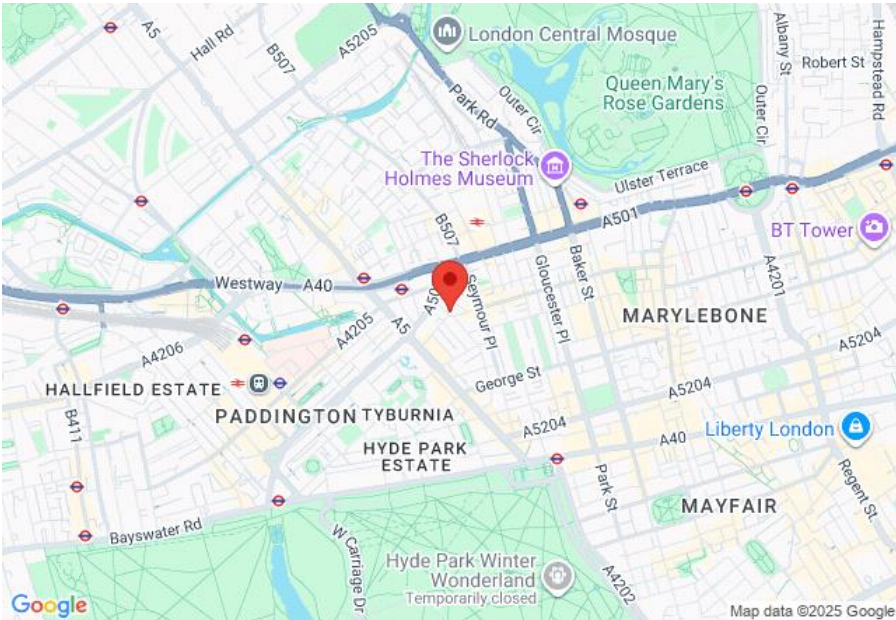 A5
Hall Rd
B507
A5205
London Central Mosque
Park Rd
Outer Cir
Queen Mary's
Rose Gardens
Albany St
Hampstead Rd
Robert St
Outer Cir
The Sherlock
Holmes Museum
Ulster Terrace
B507
A501
BT Tower
Westway A40
Seymour Pl
Gloucester Pl
Baker St
A4201
A4205
A5
MARYLEBONE
A4206
A5204
HALLFIELD ESTATE
George St
A5204
PADDINGTON
TYBURNIA
B411
A5204
Liberty London
HYDE PARK
ESTATE
A40
Park St
Regent St.
MAYFAIR
Bayswater Rd
W Carriage Dr
Hyde Park Winter
Wonderland
Temporarily closed
A4202
Google
Map data ©2025 Google